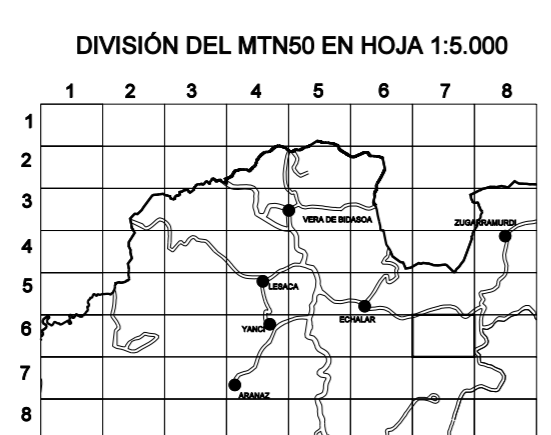 DIVISIÓN DEL MTN50 EN HOJA 1:5.000
1 2 3 4 5 6 7 8
1
2
3
VERA DE BIDASOA
ZUGARRAMURDI
4
5
LESACA
ECHALAR
6
YANCI
7
ARANAZ
8